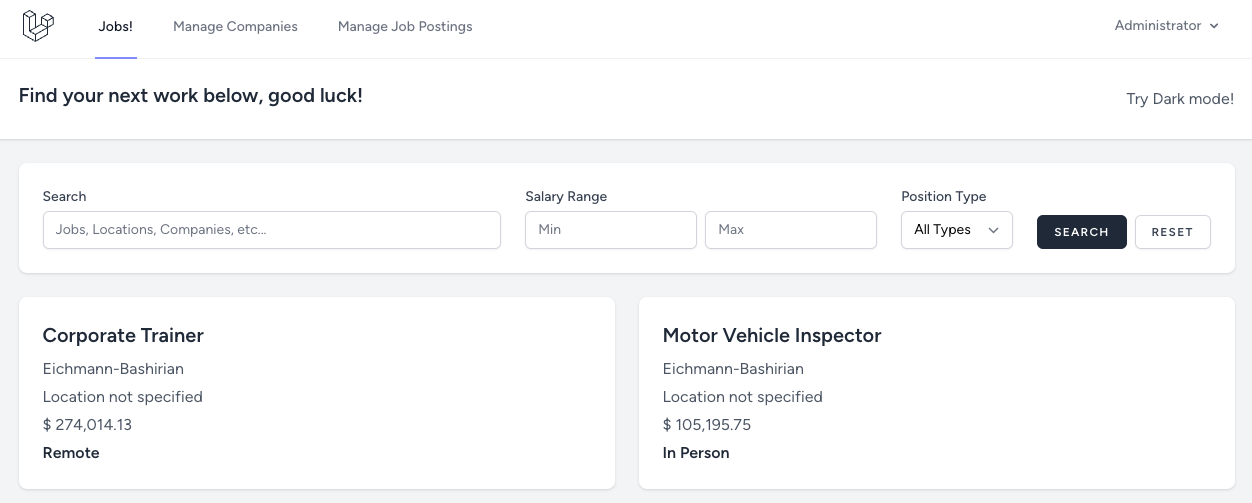 Jobs! Manage Companies Manage Job Postings Administrator
Find your next work below, good luck! Try Dark mode!
Search Salary Range Position Type
Jobs, Locations, Companies, etc... Min Max All Types SEARCH RESET
Corporate Trainer
Eichmann-Bashirian
Location not specified
$ 274,014.13
Remote
Motor Vehicle Inspector
Eichmann-Bashirian
Location not specified
$ 105,195.75
In Person